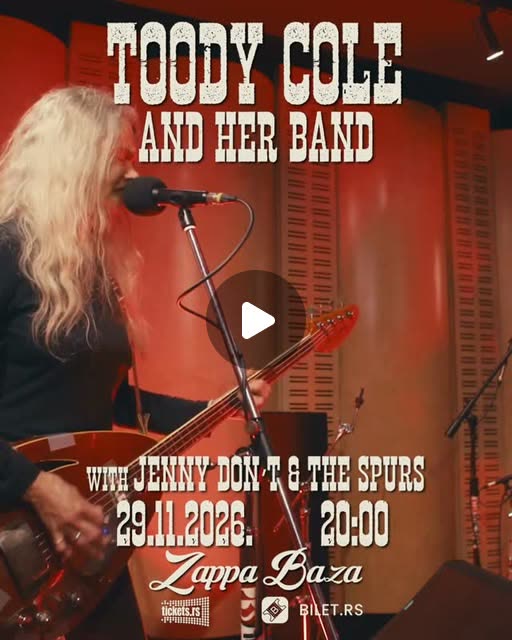 TOODY COLE
AND HER BAND
WITH JENNY DON'T & THE SPURS
29.11.2026. 20:00
Zappa Baza
tickets.rs BILET.RS